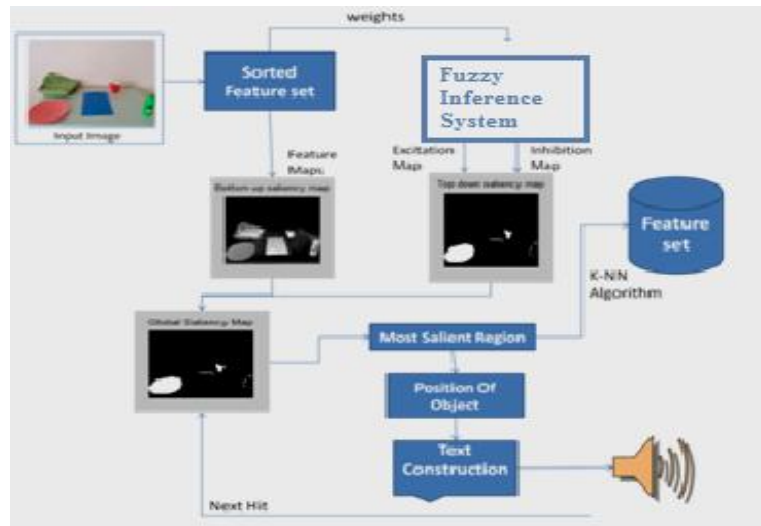 weights
Sorted
Feature set
Fuzzy
Inference
System
Input Image
Feature
Maps
Excitation
Map
Inhibition
Map
Bottom up saliency map
Top down saliency map
Feature
set
K-NN
Algorithm
Global Saliency Map
Most Salient Region
Position Of
Object
Text
Construction
Next Hit